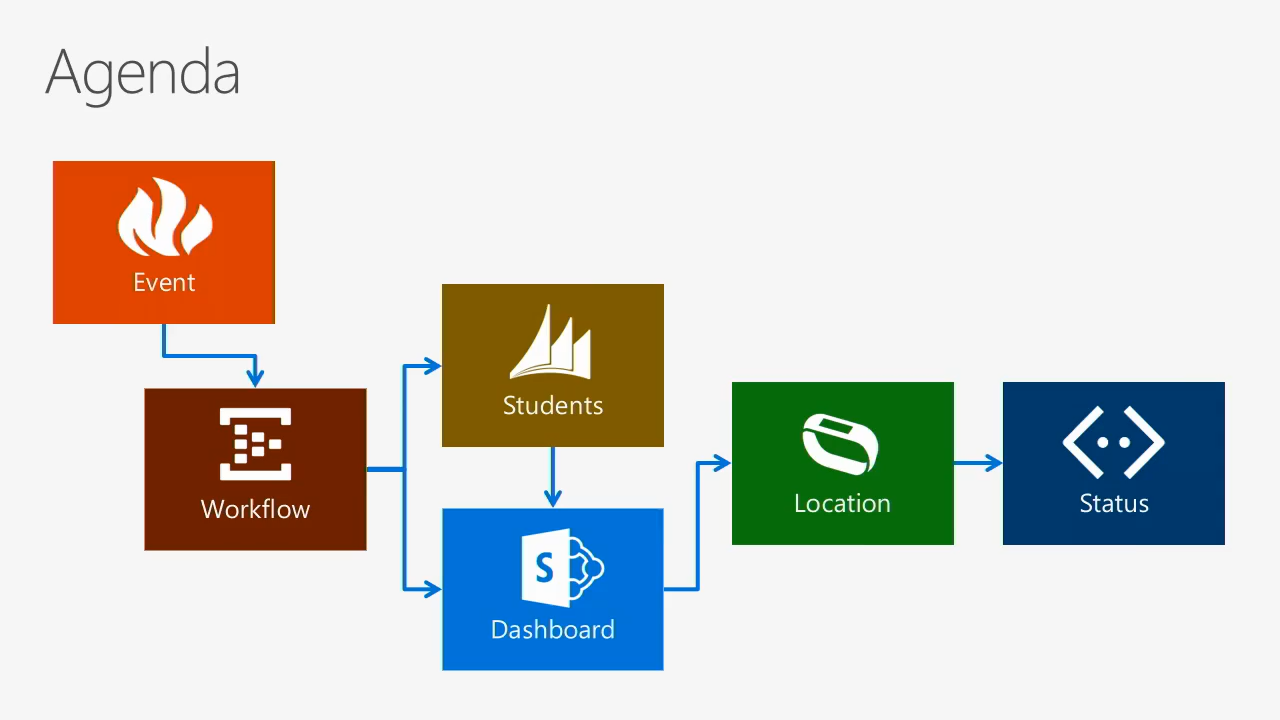 Agenda
Event
Workflow
Students
S
Dashboard
Location
Status